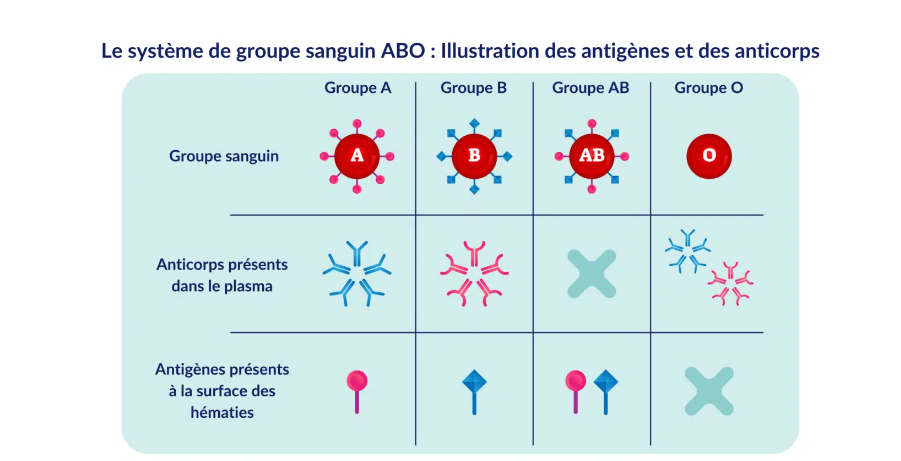 Le système de groupe sanguin ABO : Illustration des antigènes et des anticorps
Groupe A
Groupe B
Groupe AB
Groupe O
Groupe sanguin
A
B
AB
O
Anticorps présents
dans le plasma
Antigènes présents
à la surface des
hématies